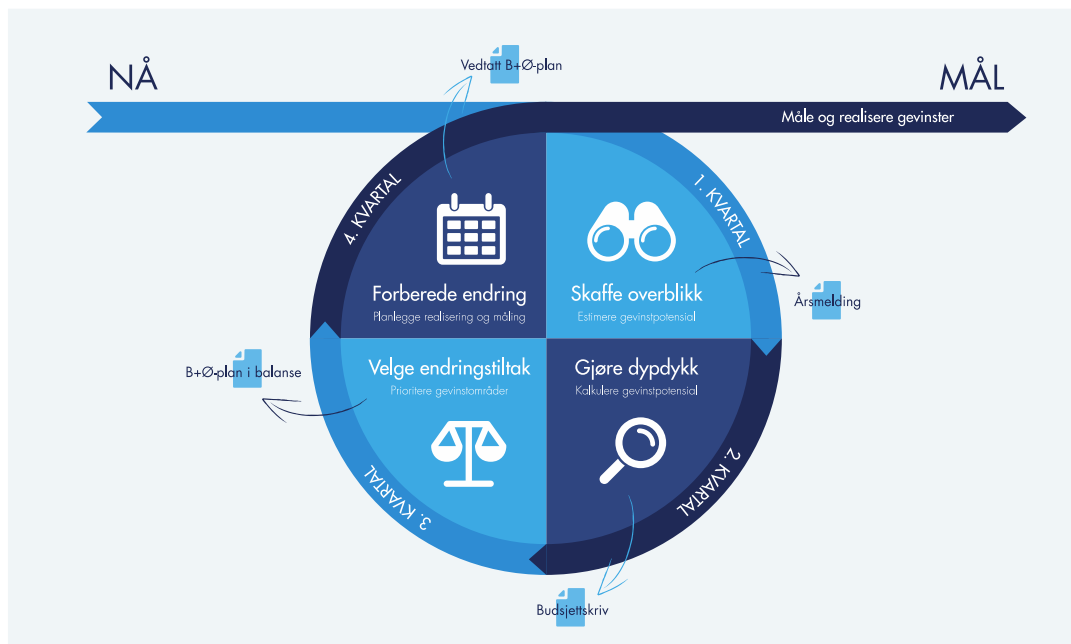 NÅ
MÅL
Vedtatt B+Ø-plan
Måle og realisere gevinster
4. KVARTAL
1. KVARTAL
Forberede endring
Planlegge realisering og måling
Skaffe overblikk
Estimere gevinstpotensial
Årsmelding
Velge endringstiltak
Prioritere gevinstområder
Gjøre dypdykk
Kalkulere gevinstpotensial
B+Ø-plan i balanse
3. KVARTAL
2. KVARTAL
Budsjettskriv